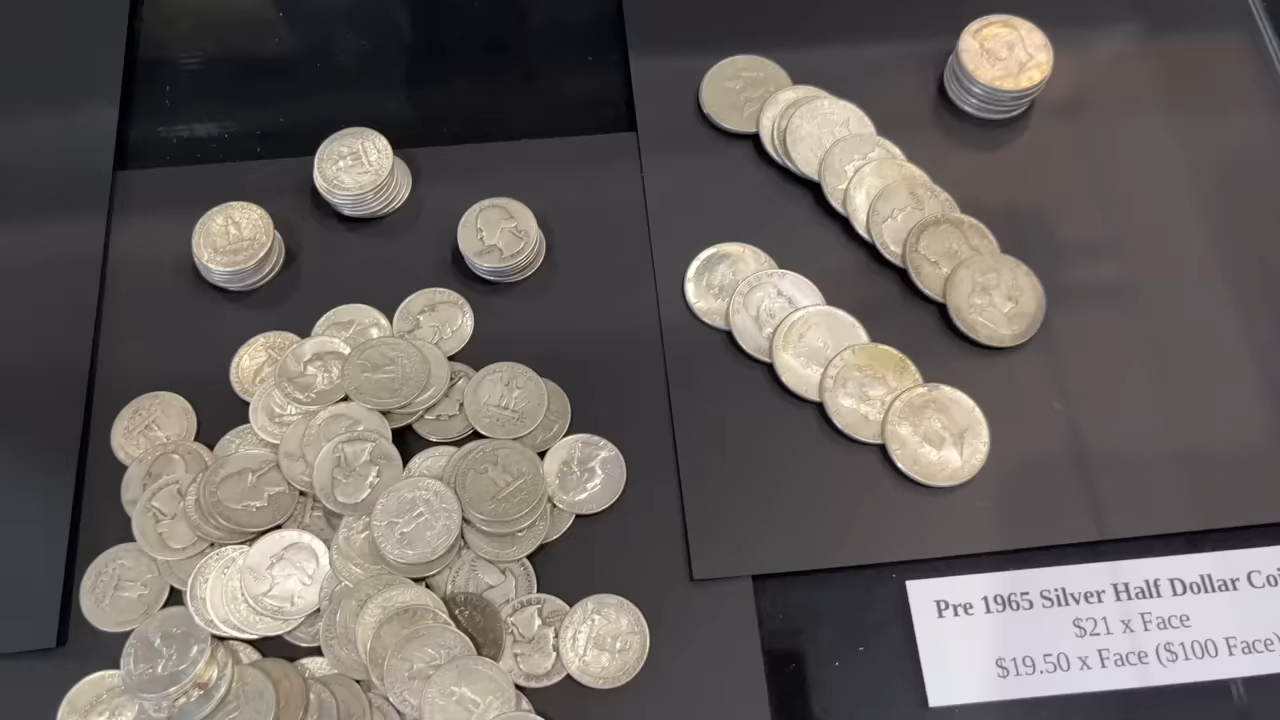 Pre 1965 Silver Half Dollar
$21 x Face
$19.50 x Face ($100 Face)